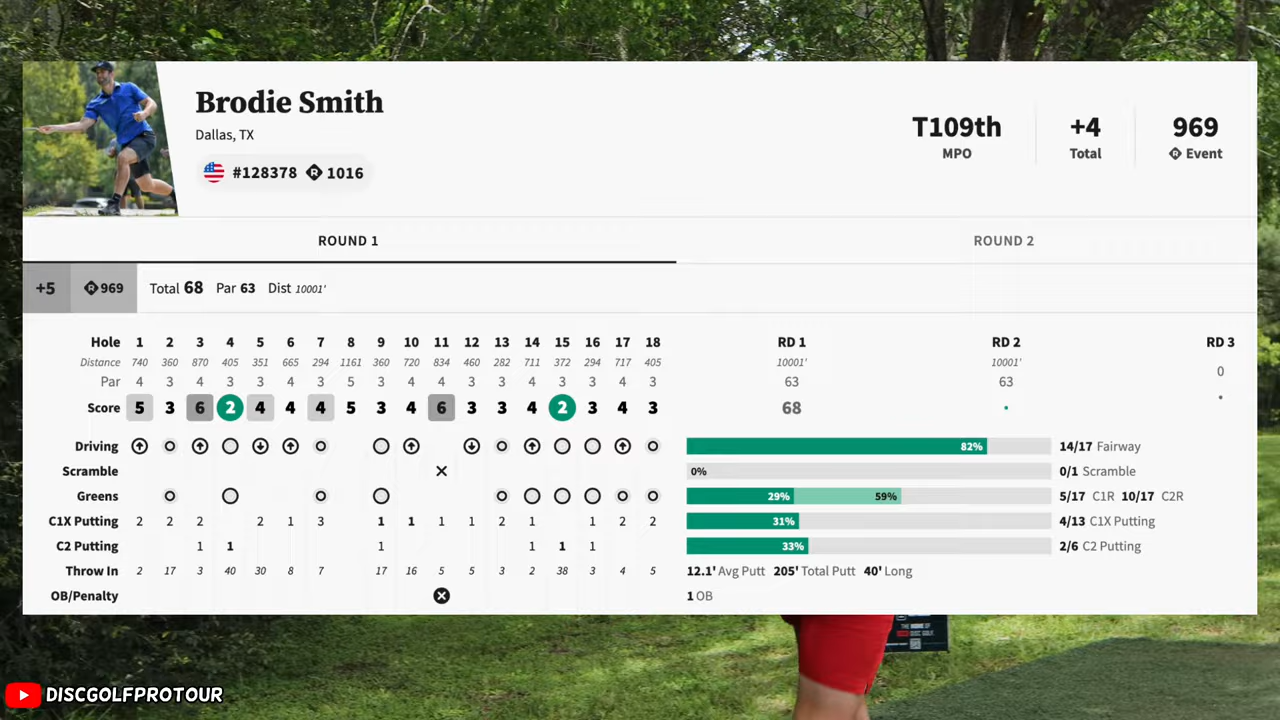 Brodie Smith
Dallas, TX
#128378 R 1016
T109th +4 969
MPO Total R Event
ROUND 1 ROUND 2
+5 R 969 Total 68 Par 63 Dist 10001'
Hole 1 2 3 4 5 6 7 8 9 10 11 12 13 14 15 16 17 18 RD 1 RD 2 RD 3
Distance 740 360 870 405 351 665 294 1161 360 720 834 460 282 711 372 294 717 405 10001' 10001' 0
Par 4 3 4 3 3 4 3 5 3 4 4 3 3 4 3 3 4 3 63 63
Score 5 3 6 2 4 4 4 5 3 4 6 3 3 4 2 3 4 3 68
Driving 82% 14/17 Fairway
Scramble 0% 0/1 Scramble
Greens 29% 59% 5/17 C1R 10/17 C2R
C1X Putting 2 2 2 2 1 3 1 1 1 1 2 1 1 2 2 31% 4/13 C1X Putting
C2 Putting 1 1 1 1 1 1 33% 2/6 C2 Putting
Throw In 2 17 3 40 30 8 7 17 16 5 5 3 2 38 3 4 5 12.1' Avg Putt 205' Total Putt 40' Long
OB/Penalty 1 OB
DISCGOLFPROTOUR